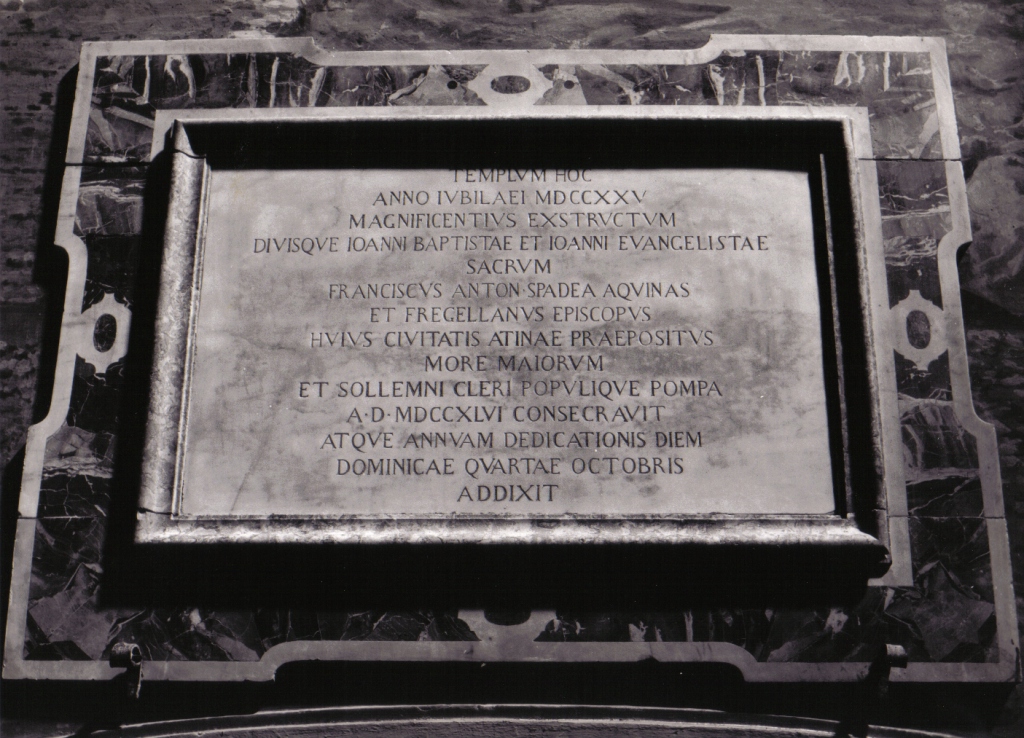 TEMPLVM HOC
ANNO IVBILAEI MDCCXXV
MAGNIFICENTIVS EXSTRVCTVM
DIVISQVE IOANNI BAPTISTAE ET IOANNI EVANGELISTAE
SACRVM
FRANCISCVS ANTON·SPADEA AQVINAS
ET FREGELLANVS EPISCOPVS
HVIVS CIVITATIS ATINAE PRAEPOSITVS
MORE MAIORVM
ET SOLLEMNI CLERI POPVLIQVE POMPA
A·D·MDCCXLVI CONSECRAVIT
ATQVE ANNVAM DEDICATIONIS DIEM
DOMINICAE QVARTAE OCTOBRIS
ADDIXIT